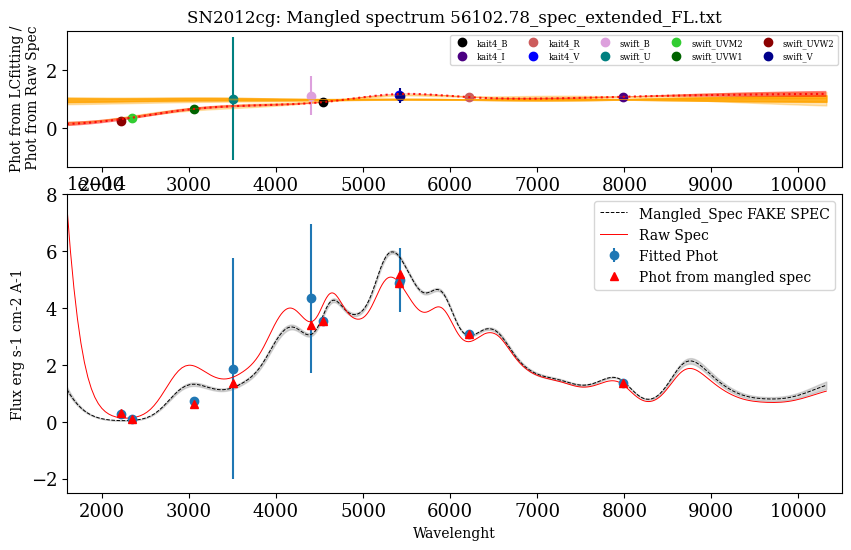 SN2012cg: Mangled spectrum 56102.78_spec_extended_FL.txt
Phot from LCfitting /
Phot from Raw Spec
2
0
kait4_B kait4_R swift_B swift_UVM2 swift_UVW2
kait4_I kait4_V swift_U swift_UVW1 swift_V
2000 3000 4000 5000 6000 7000 8000 9000 10000
Flux erg s-1 cm-2 A-1
8
6
4
2
0
−2
Mangled_Spec FAKE SPEC
Raw Spec
Fitted Phot
Phot from mangled spec
2000 3000 4000 5000 6000 7000 8000 9000 10000
Wavelenght